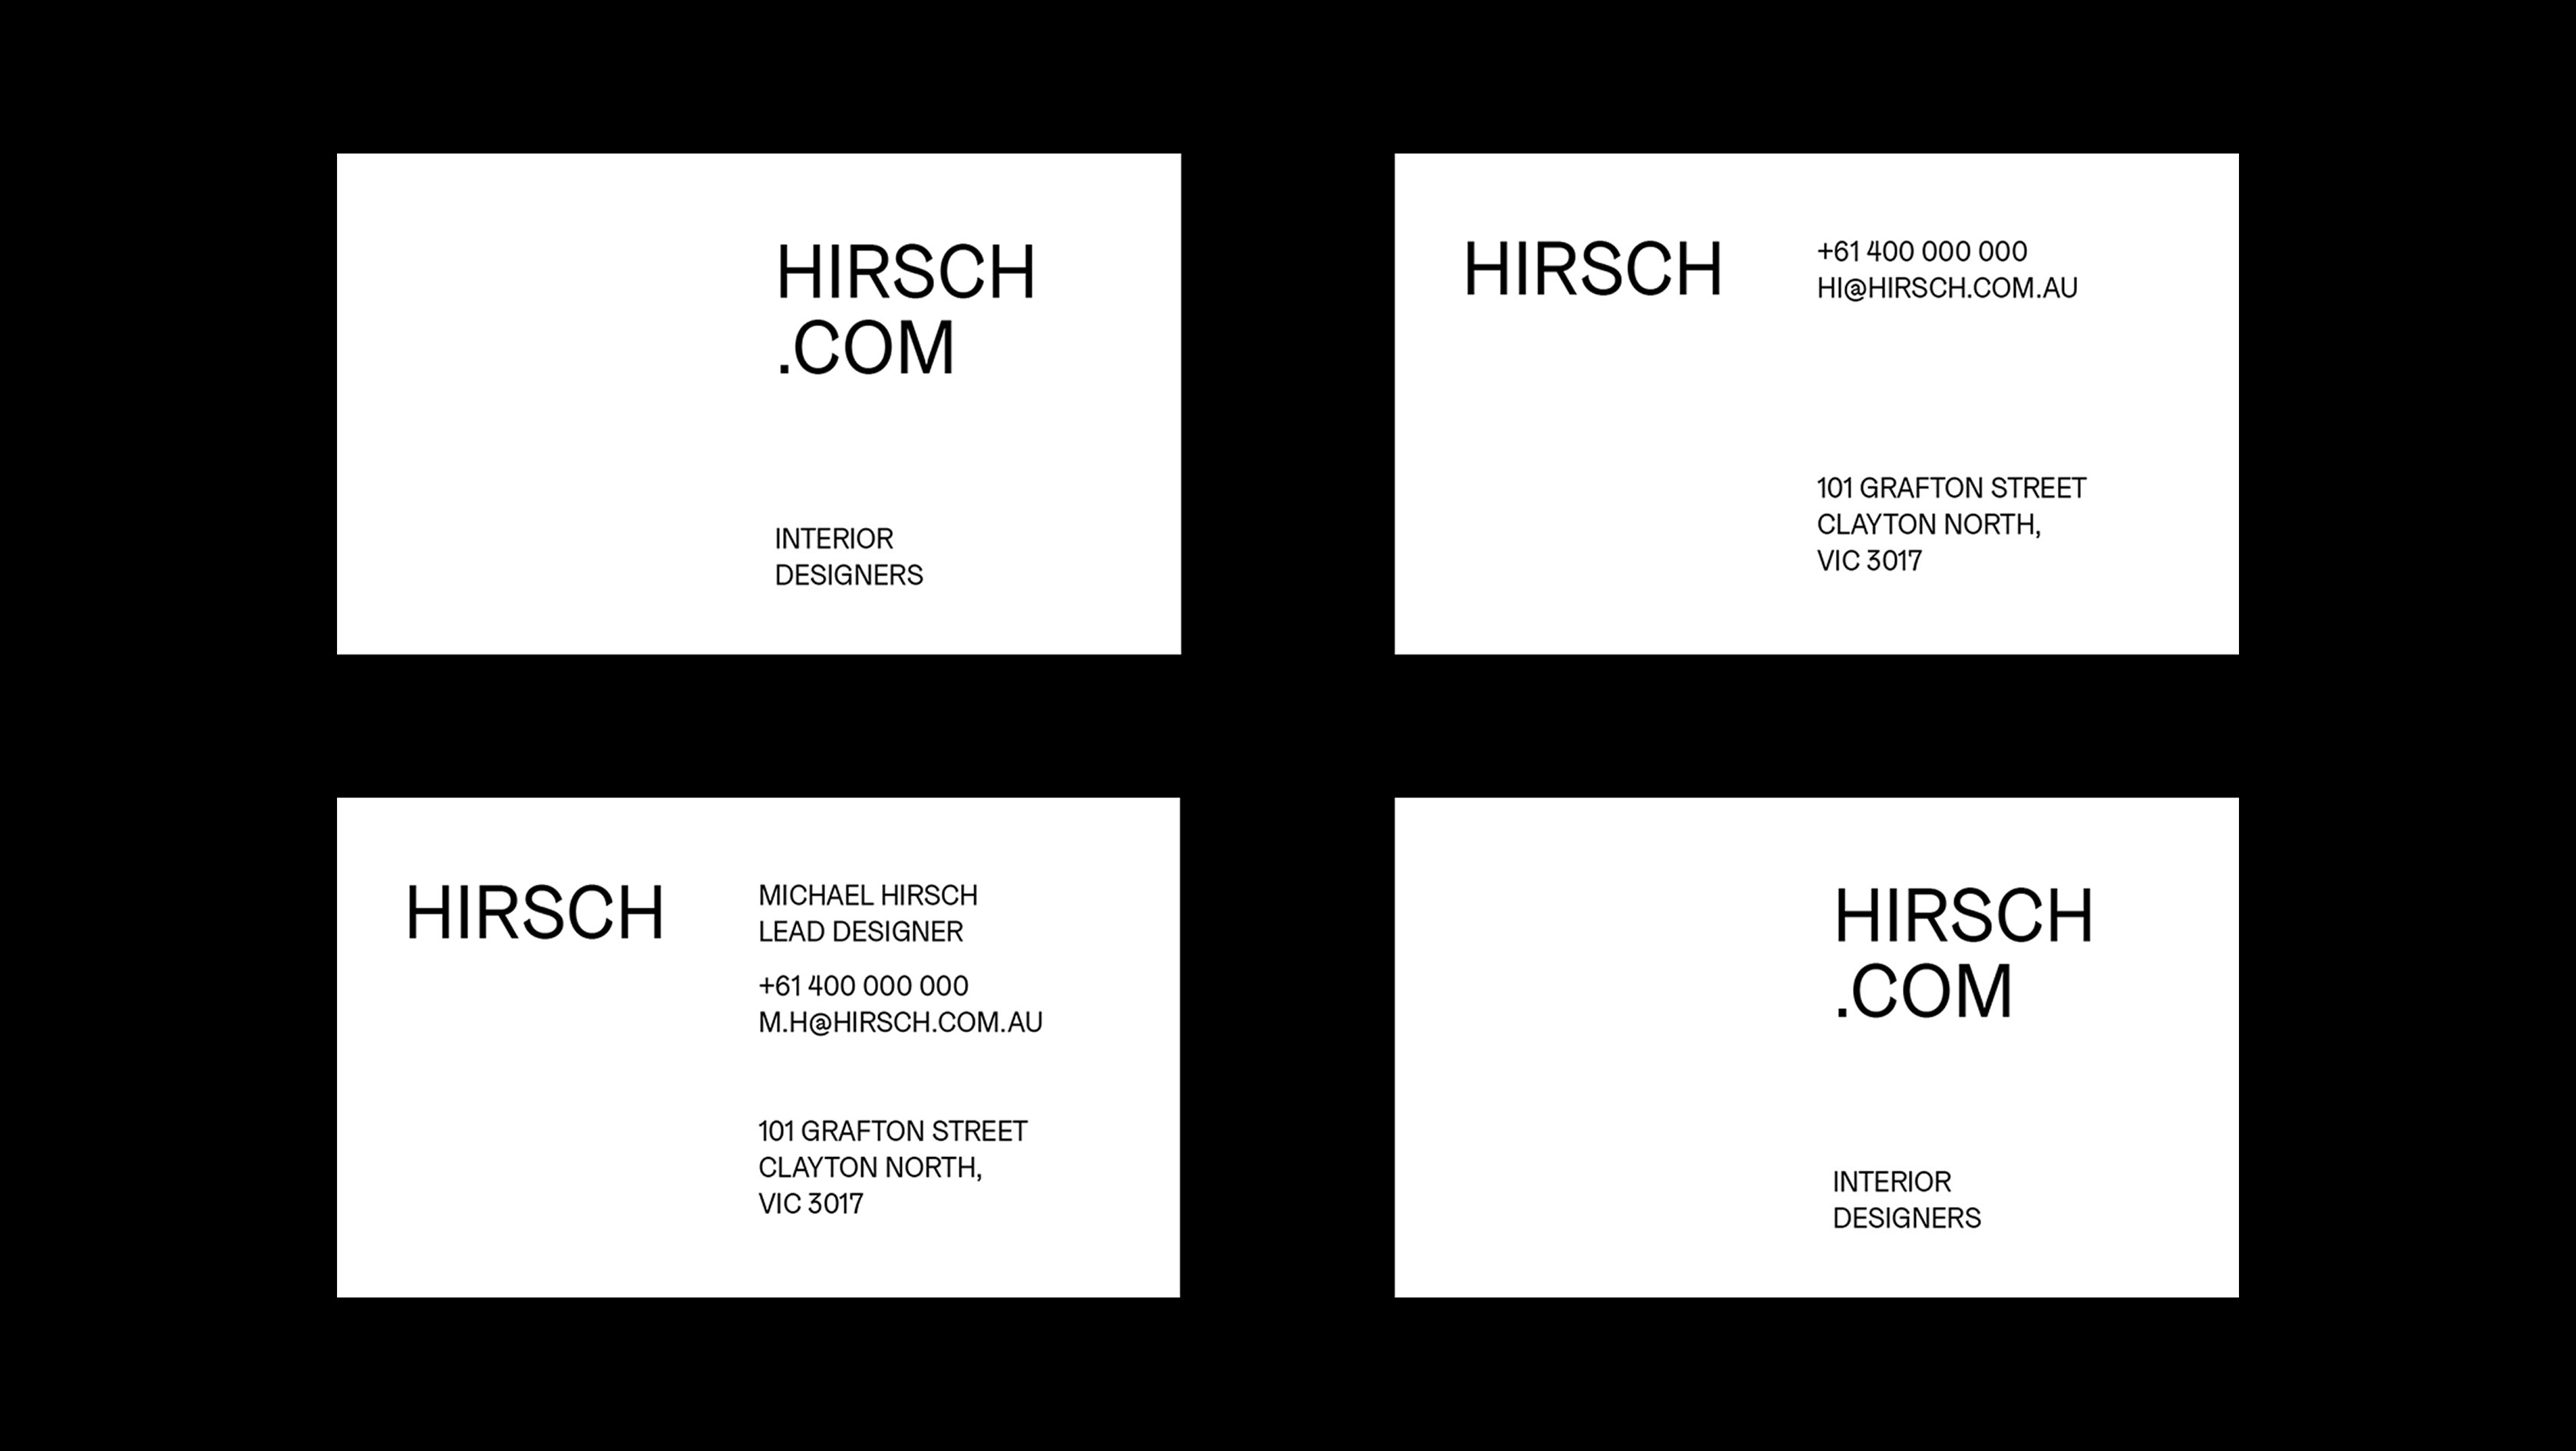 HIRSCH
.COM
INTERIOR
DESIGNERS
HIRSCH
+61 400 000 000
HI@HIRSCH.COM.AU
101 GRAFTON STREET
CLAYTON NORTH,
VIC 3017
HIRSCH
MICHAEL HIRSCH
LEAD DESIGNER
+61 400 000 000
M.H@HIRSCH.COM.AU
101 GRAFTON STREET
CLAYTON NORTH,
VIC 3017
HIRSCH
.COM
INTERIOR
DESIGNERS